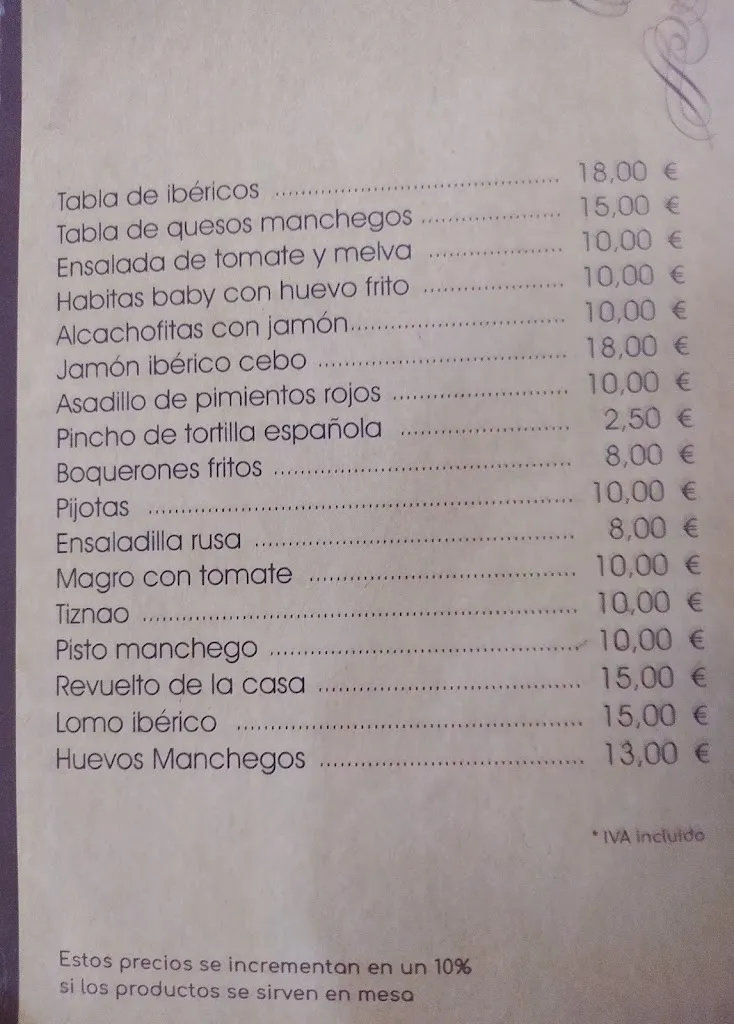 Tabla de ibéricos ........ 18,00 €
Tabla de quesos manchegos ........ 15,00 €
Ensalada de tomate y melva ........ 10,00 €
Habitas baby con huevo frito ........ 10,00 €
Alcachofitas con jamón ........ 10,00 €
Jamón ibérico cebo ........ 18,00 €
Asadillo de pimientos rojos ........ 10,00 €
Pincho de tortilla española ........ 2,50 €
Boquerones fritos ........ 8,00 €
Pijotas ........ 10,00 €
Ensaladilla rusa ........ 8,00 €
Magro con tomate ........ 10,00 €
Tiznao ........ 10,00 €
Pisto manchego ........ 10,00 €
Revuelto de la casa ........ 15,00 €
Lomo ibérico ........ 15,00 €
Huevos Manchegos ........ 13,00 €
* IVA incluido
Estos precios se incrementan en un 10%
si los productos se sirven en mesa